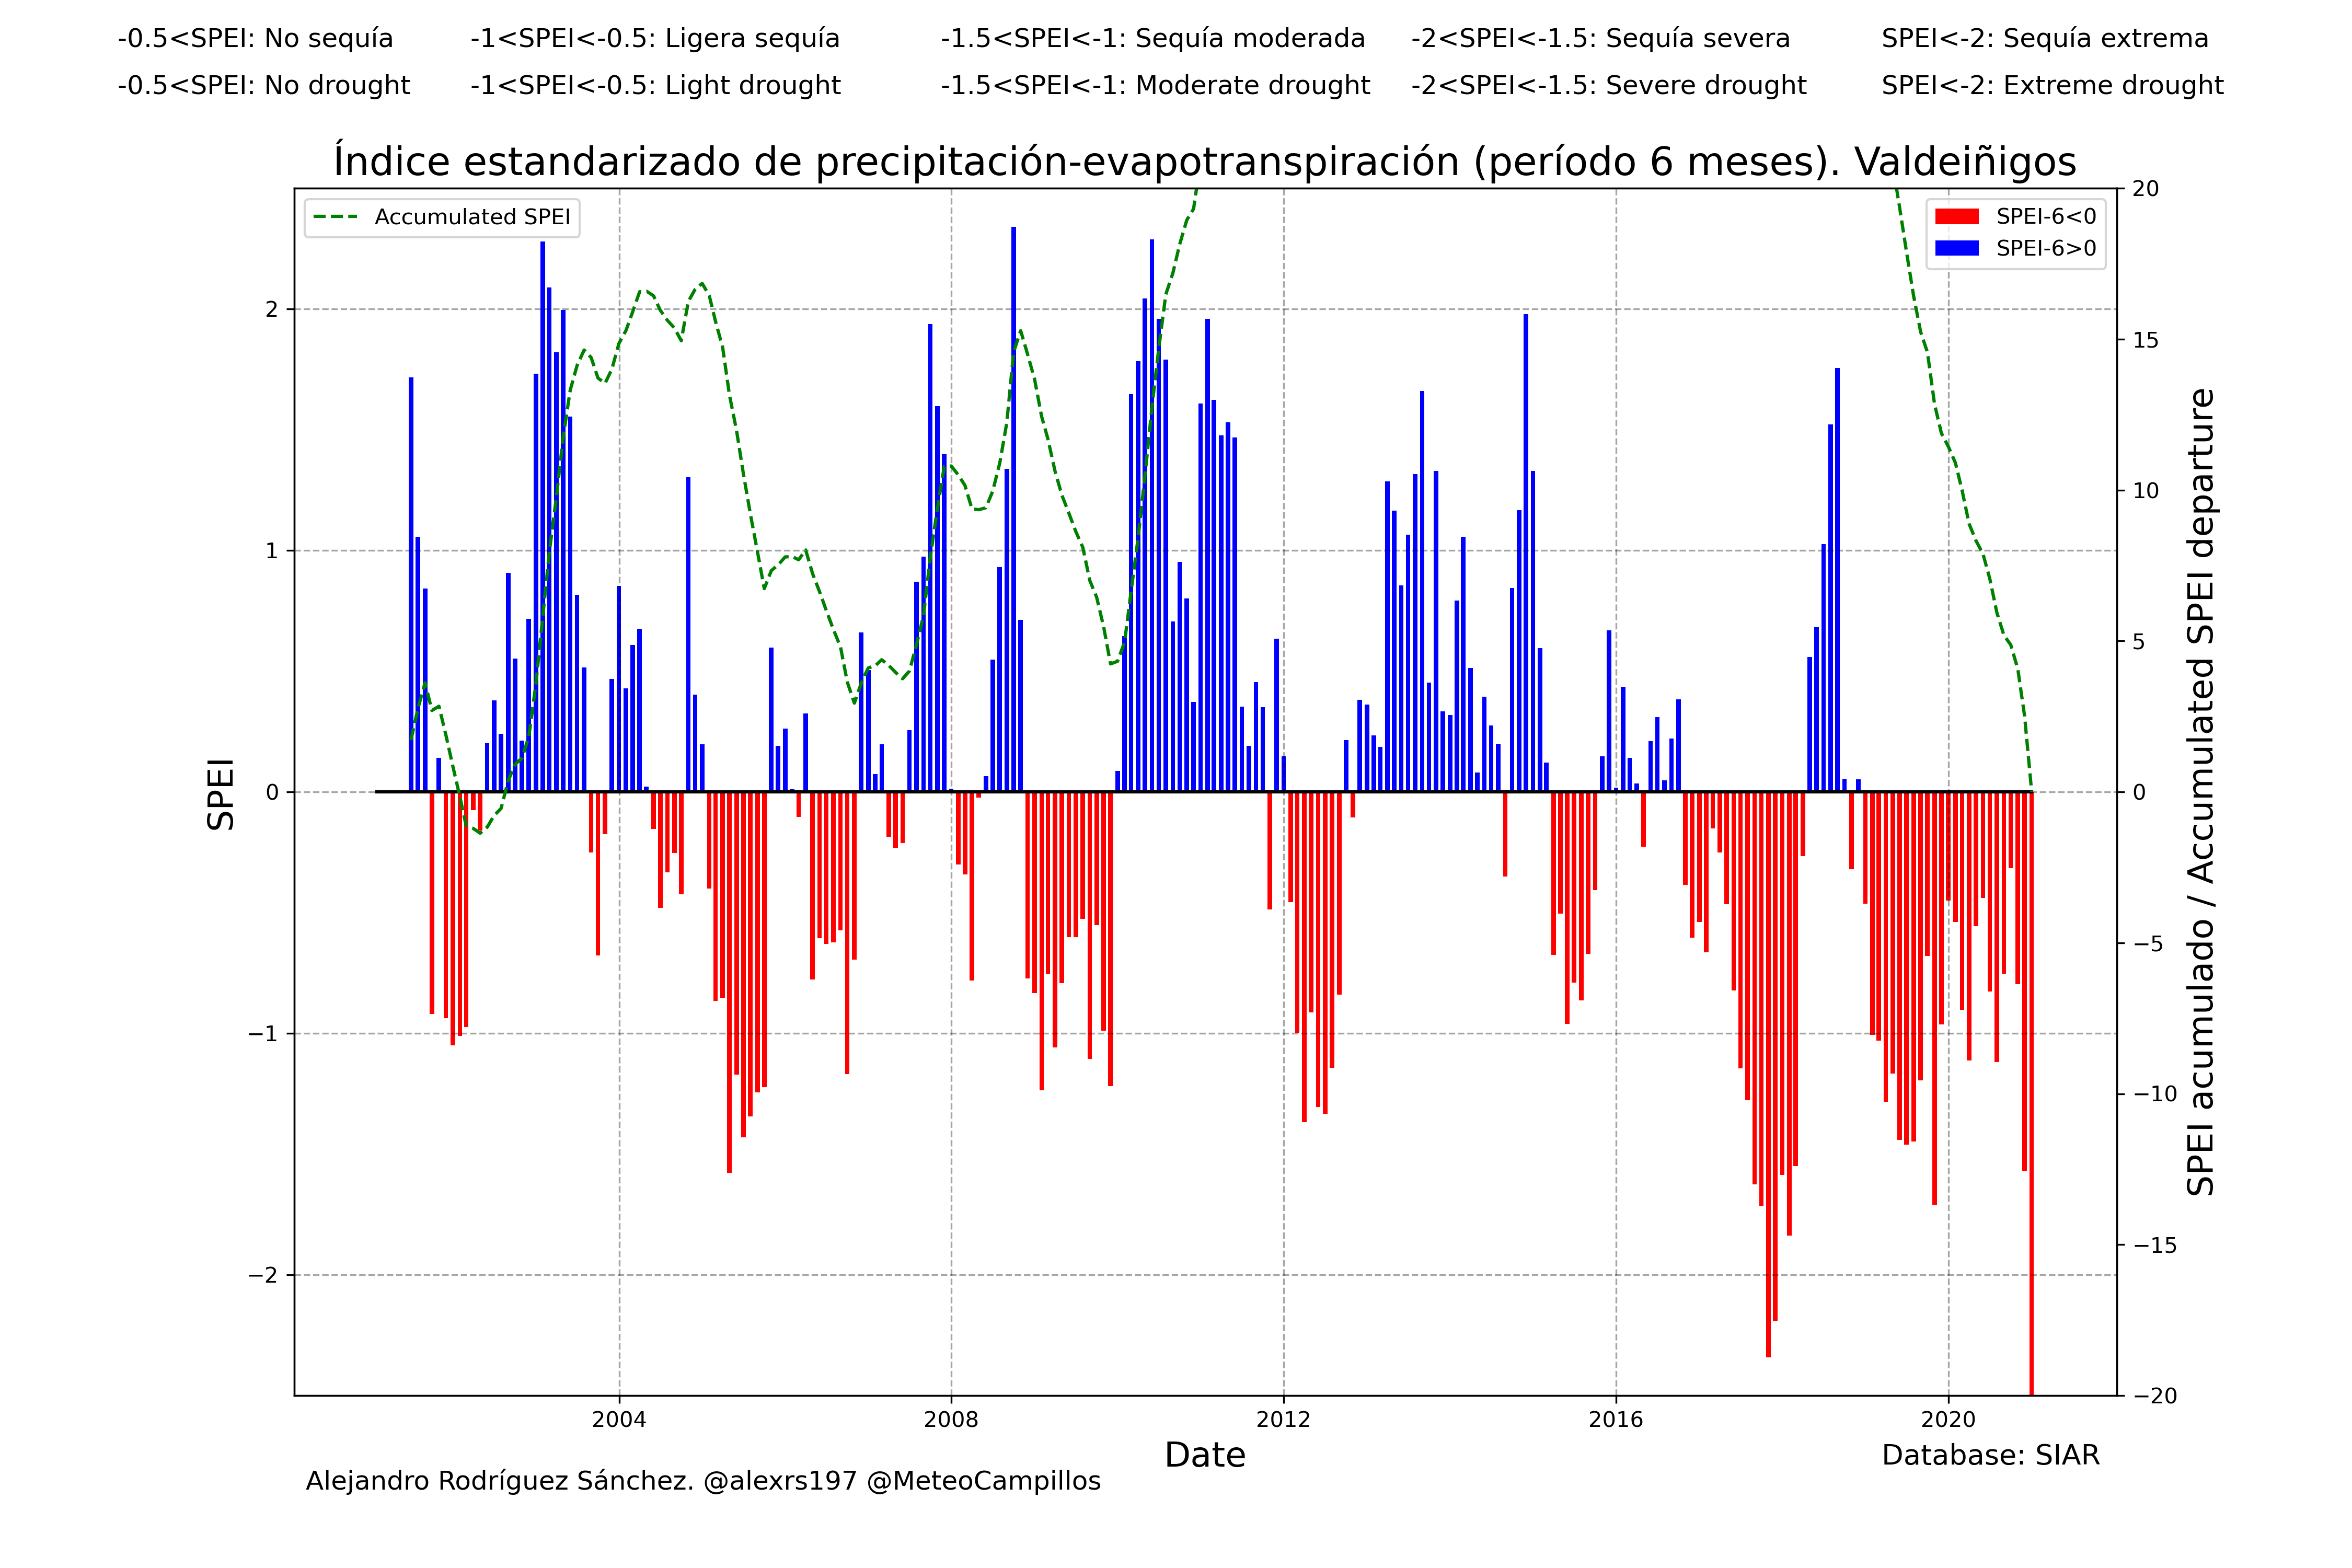 -0.5<SPEI: No sequía -1<SPEI<-0.5: Ligera sequía -1.5<SPEI<-1: Sequía moderada -2<SPEI<-1.5: Sequía severa SPEI<-2: Sequía extrema
-0.5<SPEI: No drought -1<SPEI<-0.5: Light drought -1.5<SPEI<-1: Moderate drought -2<SPEI<-1.5: Severe drought SPEI<-2: Extreme drought
Índice estandarizado de precipitación-evapotranspiración (período 6 meses). Valdeiñigos
Accumulated SPEI
SPEI-6<0
SPEI-6>0
SPEI
2
1
0
−1
−2
20
15
10
5
0
−5
−10
−15
−20
SPEI acumulado / Accumulated SPEI departure
2004 2008 2012 2016 2020
Date
Database: SIAR
Alejandro Rodríguez Sánchez. @alexrs197 @MeteoCampillos